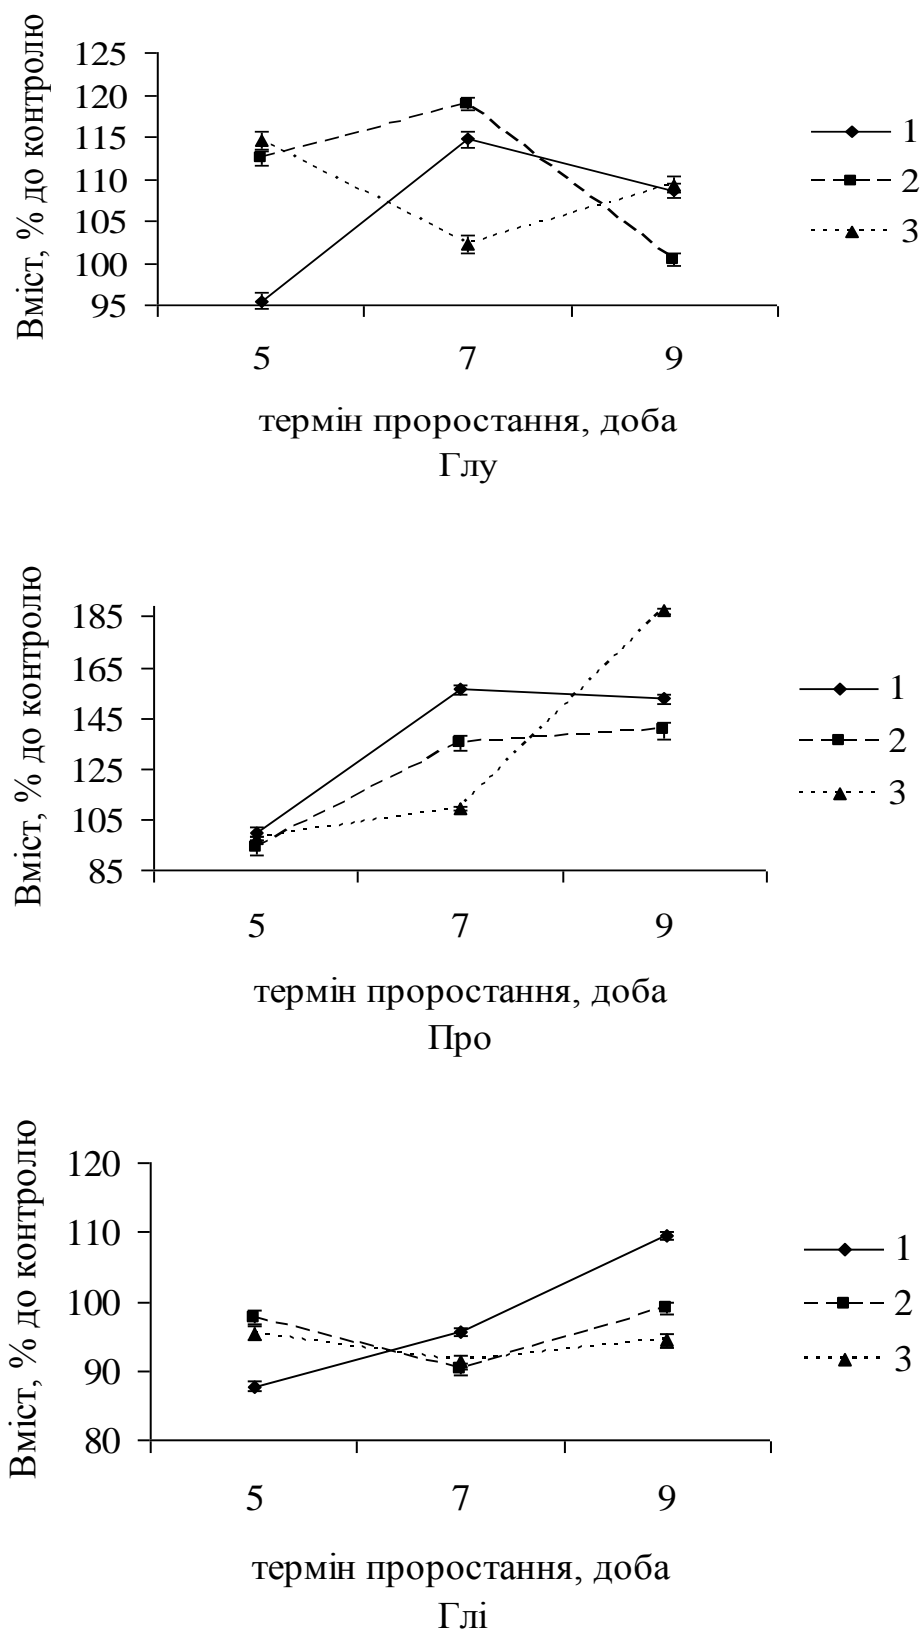 Вміст, % до контролю
125
120
115
110
105
100
95
5 7 9
термін проростання, доба
Глу
1
2
3
Вміст, % до контролю
185
165
145
125
105
85
5 7 9
термін проростання, доба
Про
1
2
3
Вміст, % до контролю
120
110
100
90
80
5 7 9
термін проростання, доба
Глі
1
2
3